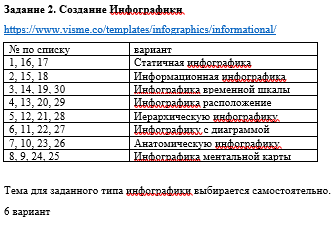 Задание 2. Создание Инфографики
https://www.visme.co/templates/infographics/informational/
№ по списку вариант
1, 16, 17 Статичная инфографика
2, 15, 18 Информационная инфографика
3, 14, 19, 30 Инфографика временной шкалы
4, 13, 20, 29 Инфографика расположение
5, 12, 21, 28 Иерархическую инфографику
6, 11, 22, 27 Инфографику с диаграммой
7, 10, 23, 26 Анатомическую инфографику
8, 9, 24, 25 Инфографика ментальной карты
Тема для заданного типа инфографики выбирается самостоятельно.
6 вариант